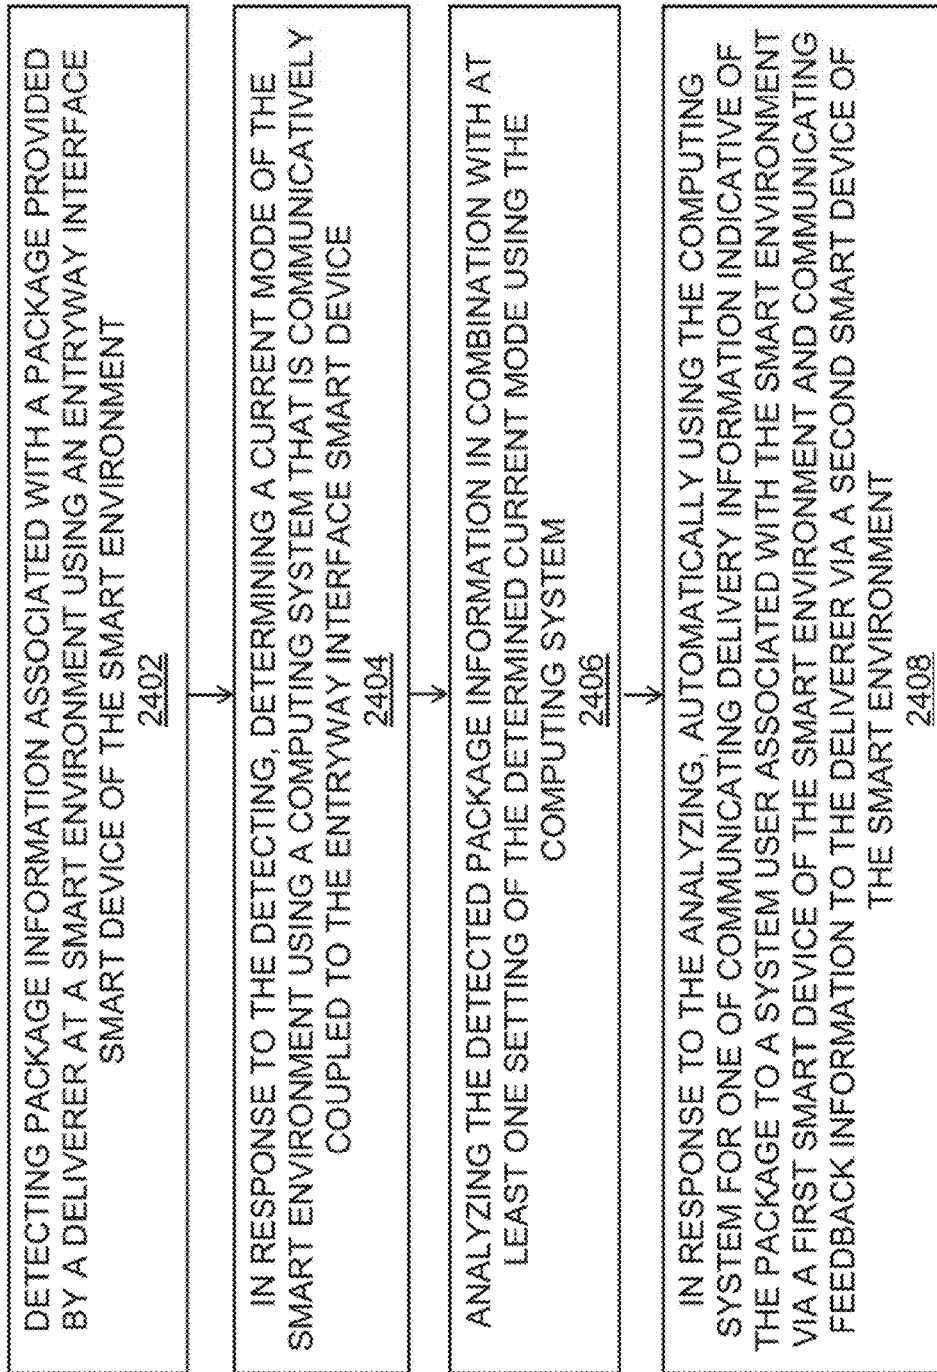 DETECTING PACKAGE INFORMATION ASSOCIATED WITH A PACKAGE PROVIDED
BY A DELIVERER AT A SMART ENVIRONMENT USING AN ENTRYWAY INTERFACE
SMART DEVICE OF THE SMART ENVIRONMENT
2402
IN RESPONSE TO THE DETECTING, DETERMINING A CURRENT MODE OF THE
SMART ENVIRONMENT USING A COMPUTING SYSTEM THAT IS COMMUNICATIVELY
COUPLED TO THE ENTRYWAY INTERFACE SMART DEVICE
2404
ANALYZING THE DETECTED PACKAGE INFORMATION IN COMBINATION WITH AT
LEAST ONE SETTING OF THE DETERMINED CURRENT MODE USING THE
COMPUTING SYSTEM
2406
IN RESPONSE TO THE ANALYZING, AUTOMATICALLY USING THE COMPUTING
SYSTEM FOR ONE OF COMMUNICATING DELIVERY INFORMATION INDICATIVE OF
THE PACKAGE TO A SYSTEM USER ASSOCIATED WITH THE SMART ENVIRONMENT
VIA A FIRST SMART DEVICE OF THE SMART ENVIRONMENT AND COMMUNICATING
FEEDBACK INFORMATION TO THE DELIVERER VIA A SECOND SMART DEVICE OF
THE SMART ENVIRONMENT
2408